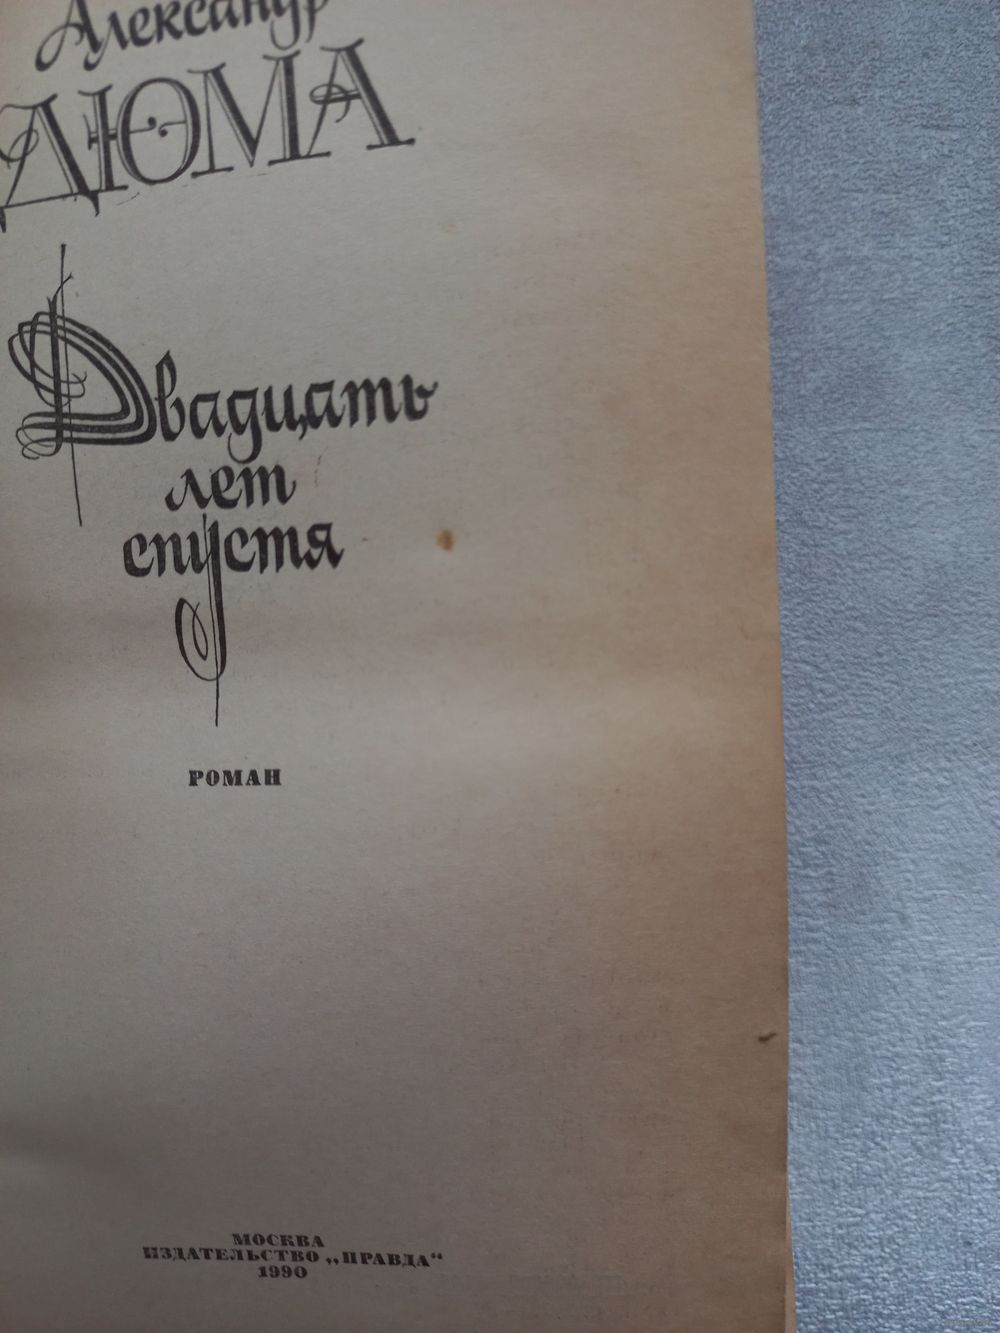 Александр
ДЮМА
Двадцать
лет
спустя
РОМАН
МОСКВА
ИЗДАТЕЛЬСТВО „ПРАВДА“
1990